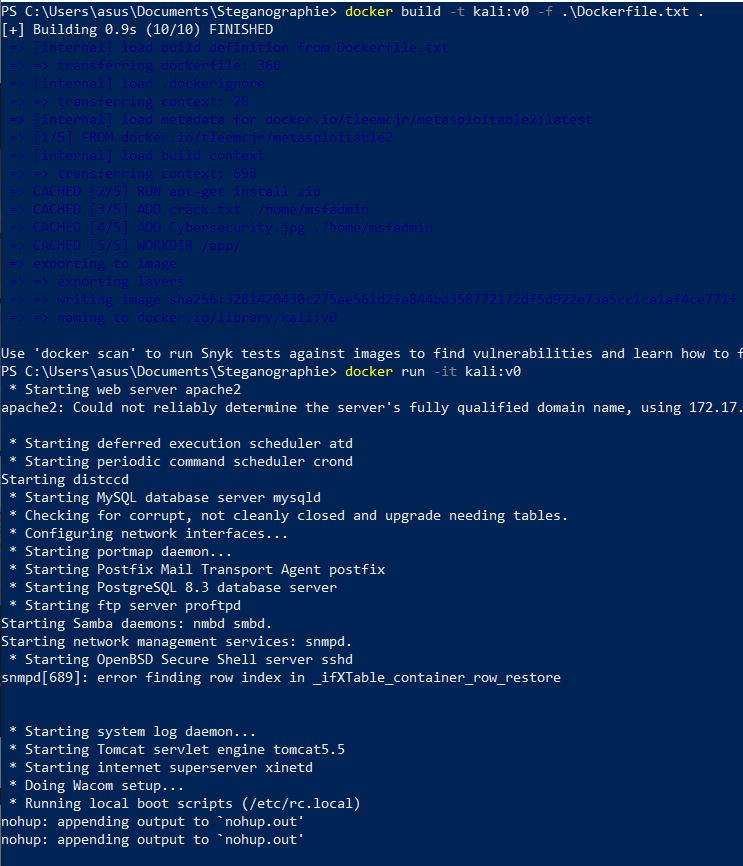 PS C:\Users\asus\Documents\Steganographie> docker build -t kali:v0 -f .\Dockerfile.txt .
[+] Building 0.9s (10/10) FINISHED
=> [internal] load build definition from Dockerfile.txt
=> => transferring dockerfile: 36B
=> [internal] load .dockerignore
=> => transferring context: 2B
=> [internal] load metadata for docker.io/tleemcjr/metasploitable2:latest
=> [1/5] FROM docker.io/tleemcjr/metasploitable2
=> [internal] load build context
=> => transferring context: 69B
=> CACHED [2/5] RUN apt-get install zip
=> CACHED [3/5] ADD crack.txt ./home/msfadmin
=> CACHED [4/5] ADD Cybersecurity.jpg ./home/msfadmin
=> CACHED [5/5] WORKDIR /app/
=> exporting to image
=> => exporting layers
=> => writing image sha256:3281420430c275ae561d2fa844bd358772172df5d922e73a5cc1ca1af4ce771f
=> => naming to docker.io/library/kali:v0
Use 'docker scan' to run Snyk tests against images to find vulnerabilities and learn how to f
PS C:\Users\asus\Documents\Steganographie> docker run -it kali:v0
* Starting web server apache2
apache2: Could not reliably determine the server's fully qualified domain name, using 172.17.
* Starting deferred execution scheduler atd
* Starting periodic command scheduler crond
Starting distccd
* Starting MySQL database server mysqld
* Checking for corrupt, not cleanly closed and upgrade needing tables.
* Configuring network interfaces...
* Starting portmap daemon...
* Starting Postfix Mail Transport Agent postfix
* Starting PostgreSQL 8.3 database server
* Starting ftp server proftpd
Starting Samba daemons: nmbd smbd.
Starting network management services: snmpd.
* Starting OpenBSD Secure Shell server sshd
snmpd[689]: error finding row index in _ifXTable_container_row_restore
* Starting system log daemon...
* Starting Tomcat servlet engine tomcat5.5
* Starting internet superserver xinetd
* Doing Wacom setup...
* Running local boot scripts (/etc/rc.local)
nohup: appending output to `nohup.out'
nohup: appending output to `nohup.out'